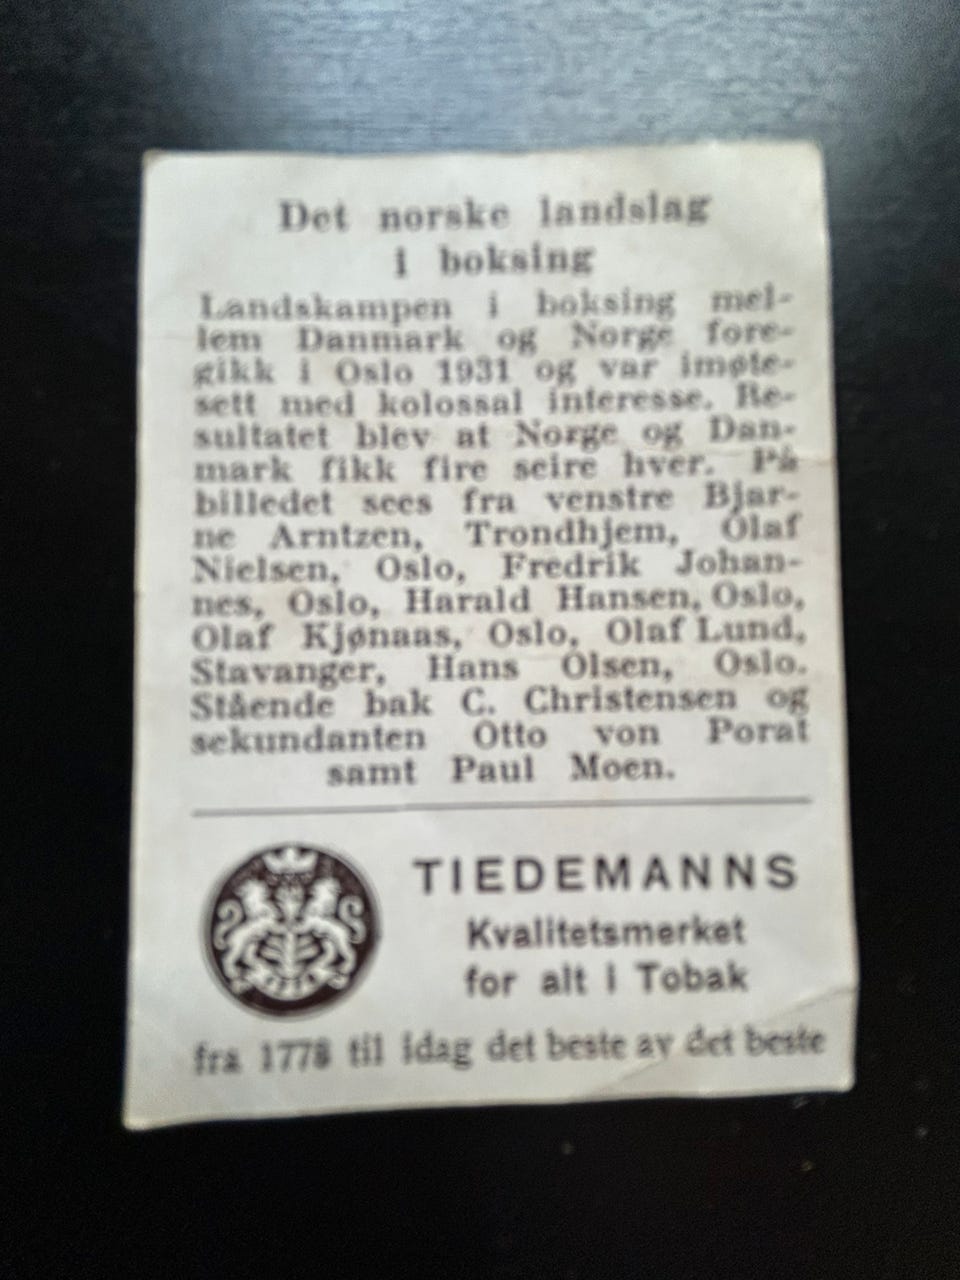 Det norske landslag
i boksing
Landskampen i boksing mel-
lem Danmark og Norge fore-
gikk i Oslo 1931 og var imøte-
sett med kolossal interesse. Re-
sultatet blev at Norge og Dan-
mark fikk fire seire hver. På
billedet sees fra venstre Bjar-
ne Arntzen, Trondhjem, Olaf
Nielsen, Oslo, Fredrik Johan-
nes, Oslo, Harald Hansen, Oslo,
Olaf Kjønaas, Oslo, Olaf Lund,
Stavanger, Hans Olsen, Oslo.
Stående bak C. Christensen og
sekundanten Otto von Porat
samt Paul Moen.
TIEDEMANNS
Kvalitetsmerket
for alt i Tobak
fra 1778 til idag det beste av det beste